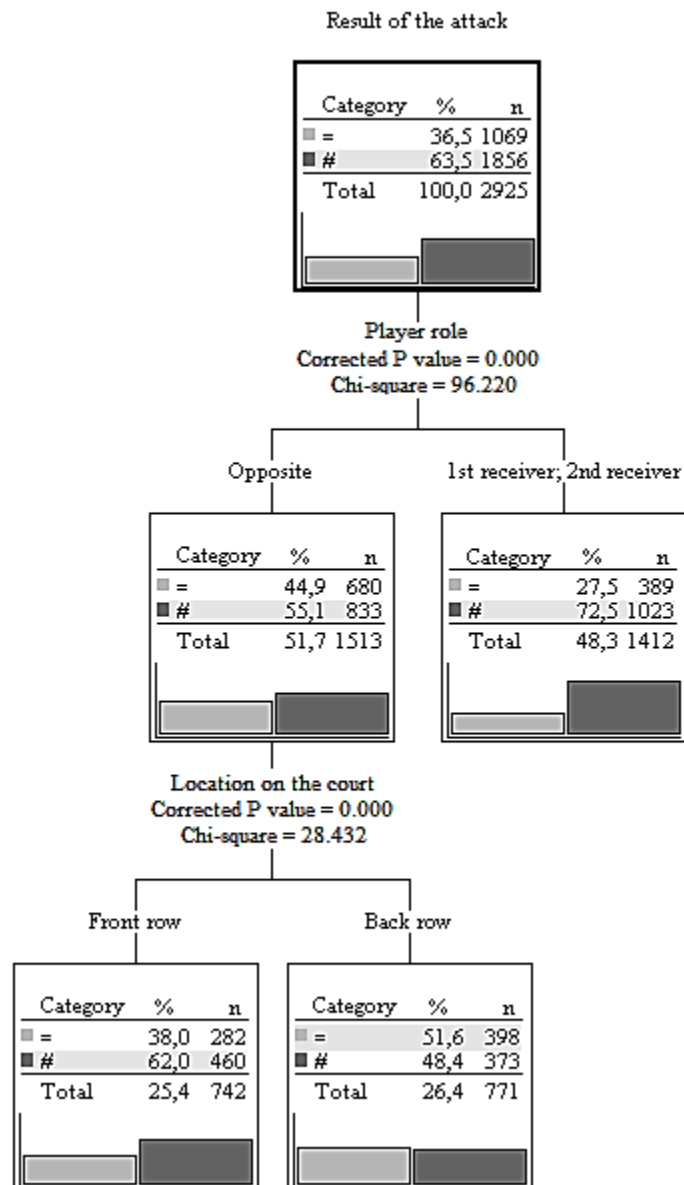 Result of the attack
Category % n
= 36,5 1069
# 63,5 1856
Total 100,0 2925
Player role
Corrected P value = 0.000
Chi-square = 96.220
Opposite
1st receiver; 2nd receiver
Category % n
= 44,9 680
# 55,1 833
Total 51,7 1513
Category % n
= 27,5 389
# 72,5 1023
Total 48,3 1412
Location on the court
Corrected P value = 0.000
Chi-square = 28.432
Front row
Back row
Category % n
= 38,0 282
# 62,0 460
Total 25,4 742
Category % n
= 51,6 398
# 48,4 373
Total 26,4 771